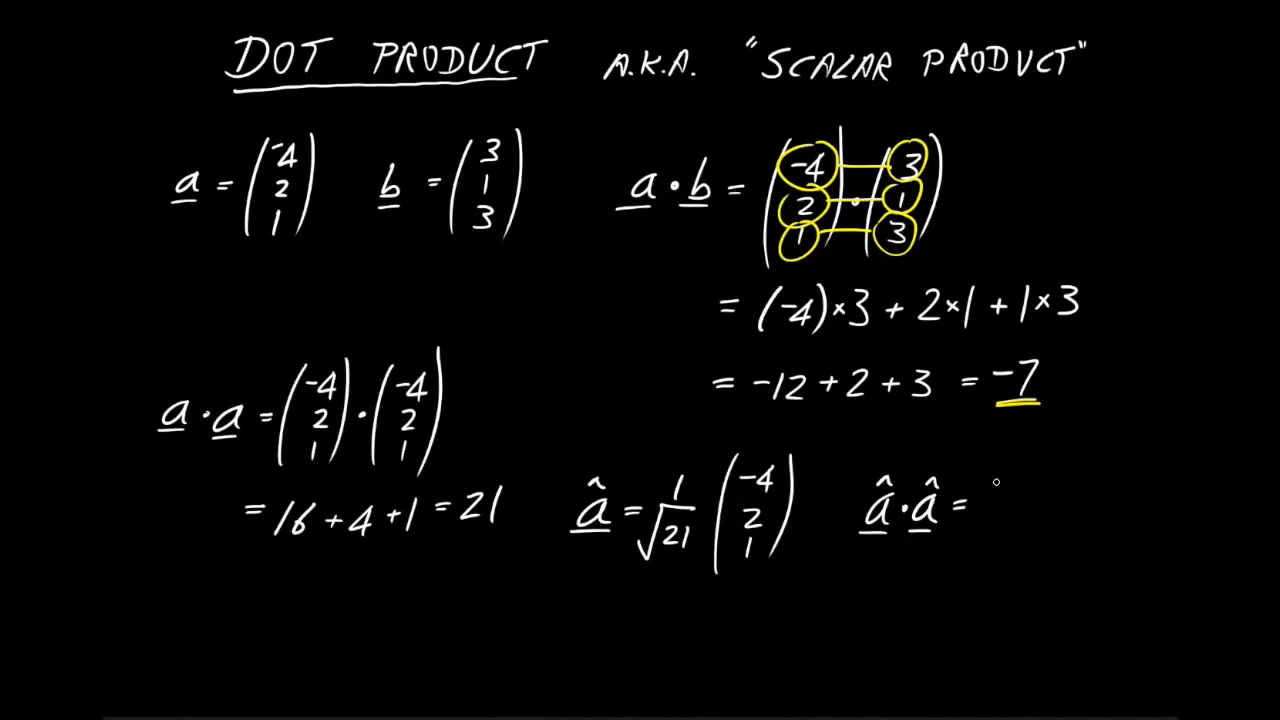 DOT PRODUCT A.K.A. "SCALAR PRODUCT"
a = (-4 2 1) b = (3 1 3) a · b = (-4 2 1) · (3 1 3)
= (-4) × 3 + 2 × 1 + 1 × 3
= -12 + 2 + 3 = -7
a · a = (-4 2 1) · (-4 2 1)
= 16 + 4 + 1 = 21 â = 1/√21 (-4 2 1) â · â =